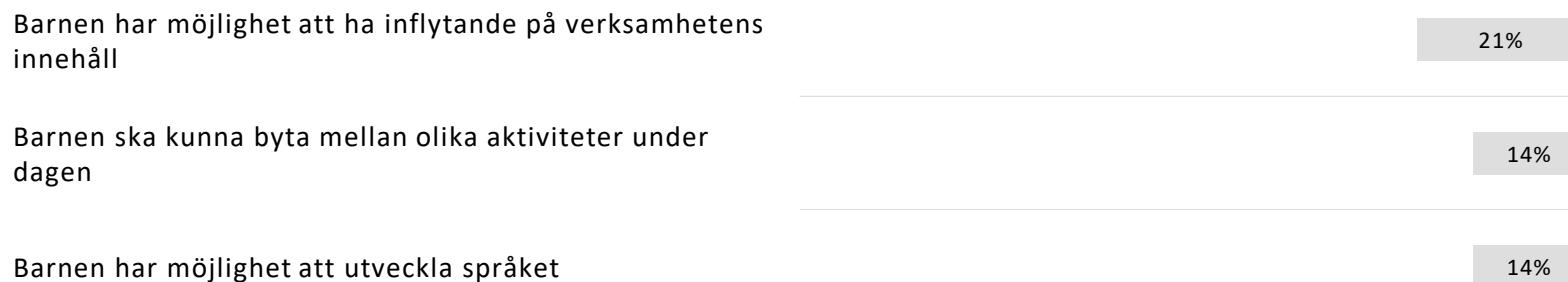 Barnen har möjlighet att ha inflytande på verksamhetens
innehåll
21%
Barnen ska kunna byta mellan olika aktiviteter under
dagen
14%
Barnen har möjlighet att utveckla språket
14%